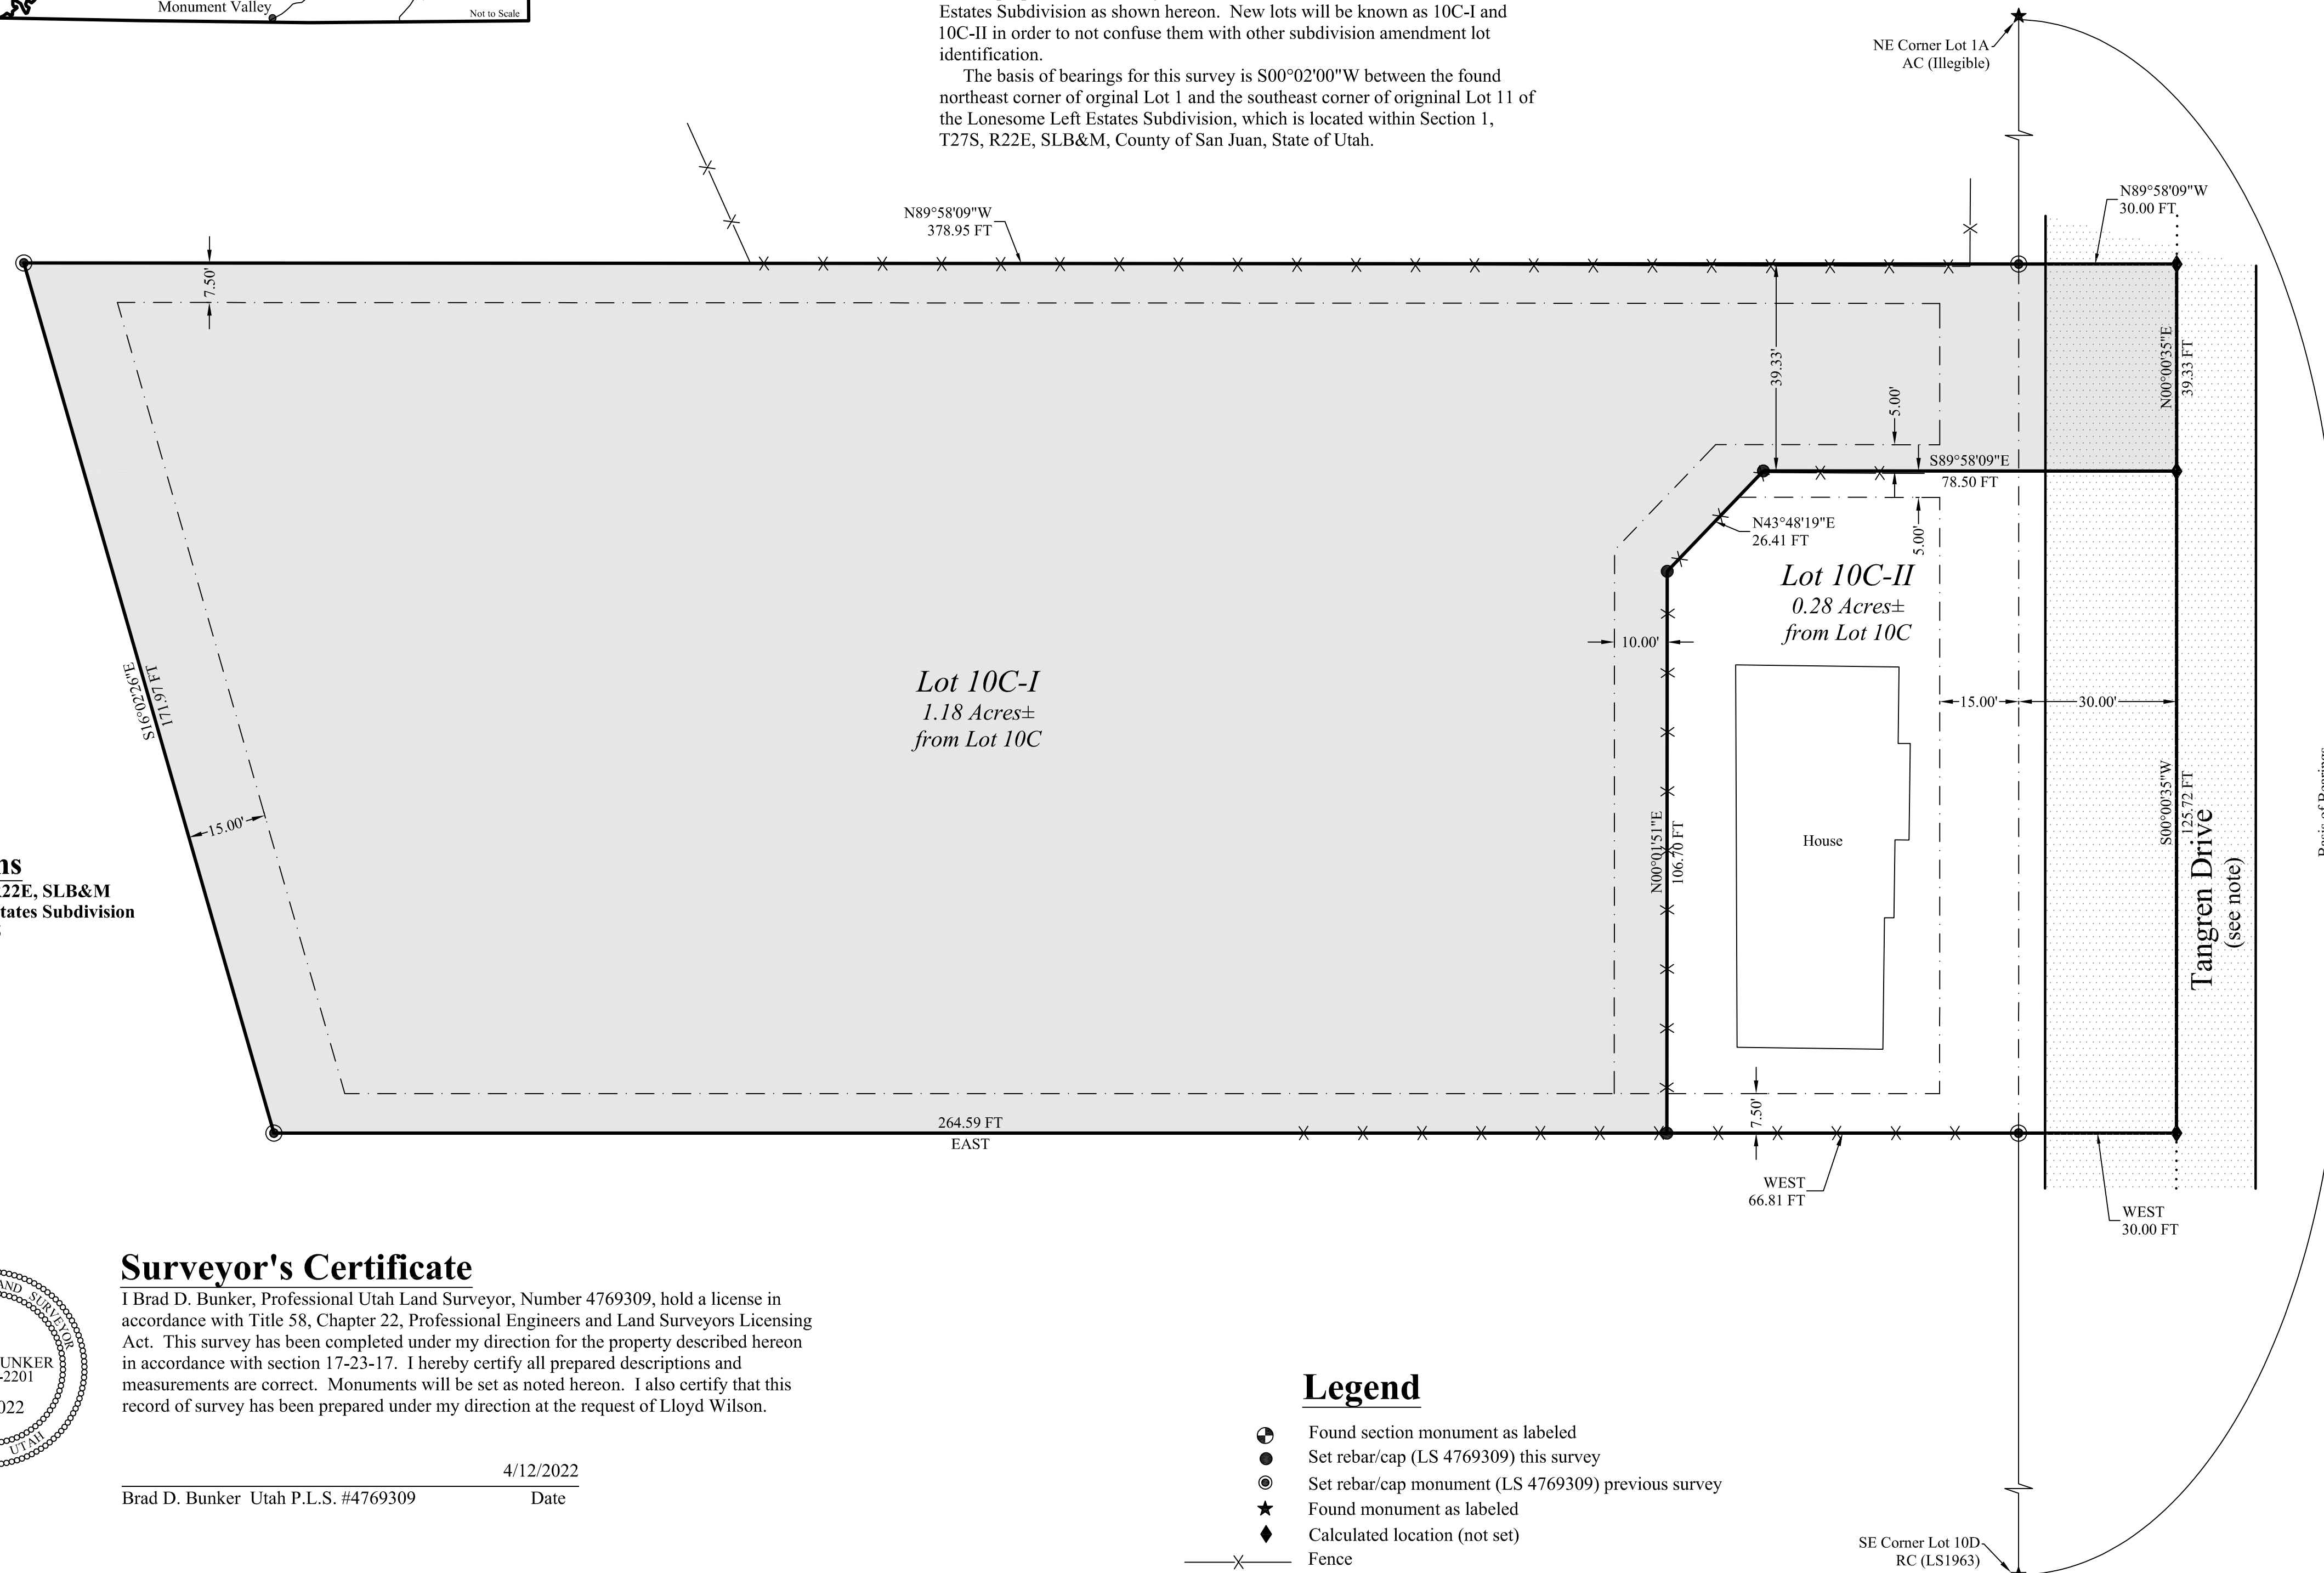 Monument Valley
Not to Scale
Estates Subdivision as shown hereon. New lots will be known as 10C-I and
10C-II in order to not confuse them with other subdivision amendment lot
identification.
The basis of bearings for this survey is S00°02'00"W between the found
northeast corner of orginal Lot 1 and the southeast corner of origninal Lot 11 of
the Lonesome Left Estates Subdivision, which is located within Section 1,
T27S, R22E, SLB&M, County of San Juan, State of Utah.
NE Corner Lot 1A
AC (Illegible)
N89°58'09"W
30.00 FT
N89°58'09"W
378.95 FT
7.50'
39.33'
N00°00'35"E
39.33 FT
5.00'
S89°58'09"E
78.50 FT
N43°48'19"E
26.41 FT
5.00'
Lot 10C-II
0.28 Acres±
from Lot 10C
10.00'
Lot 10C-I
1.18 Acres±
from Lot 10C
S16°02'26"E
171.97 FT
15.00'
15.00'
30.00'
House
N00°01'51"E
106.70 FT
S00°00'35"W
125.72 FT
Tangren Drive
(see note)
Basis of Bearings
ns
R22E, SLB&M
tates Subdivision
7.50'
264.59 FT
EAST
WEST
66.81 FT
WEST
30.00 FT
Surveyor's Certificate
I Brad D. Bunker, Professional Utah Land Surveyor, Number 4769309, hold a license in
accordance with Title 58, Chapter 22, Professional Engineers and Land Surveyors Licensing
Act. This survey has been completed under my direction for the property described hereon
in accordance with section 17-23-17. I hereby certify all prepared descriptions and
measurements are correct. Monuments will be set as noted hereon. I also certify that this
record of survey has been prepared under my direction at the request of Lloyd Wilson.
4/12/2022
Brad D. Bunker Utah P.L.S. #4769309
Date
AND SURVEYOR
UNKER
-2201
022
UTAH
Legend
Found section monument as labeled
Set rebar/cap (LS 4769309) this survey
Set rebar/cap monument (LS 4769309) previous survey
Found monument as labeled
Calculated location (not set)
Fence
SE Corner Lot 10D
RC (LS1963)